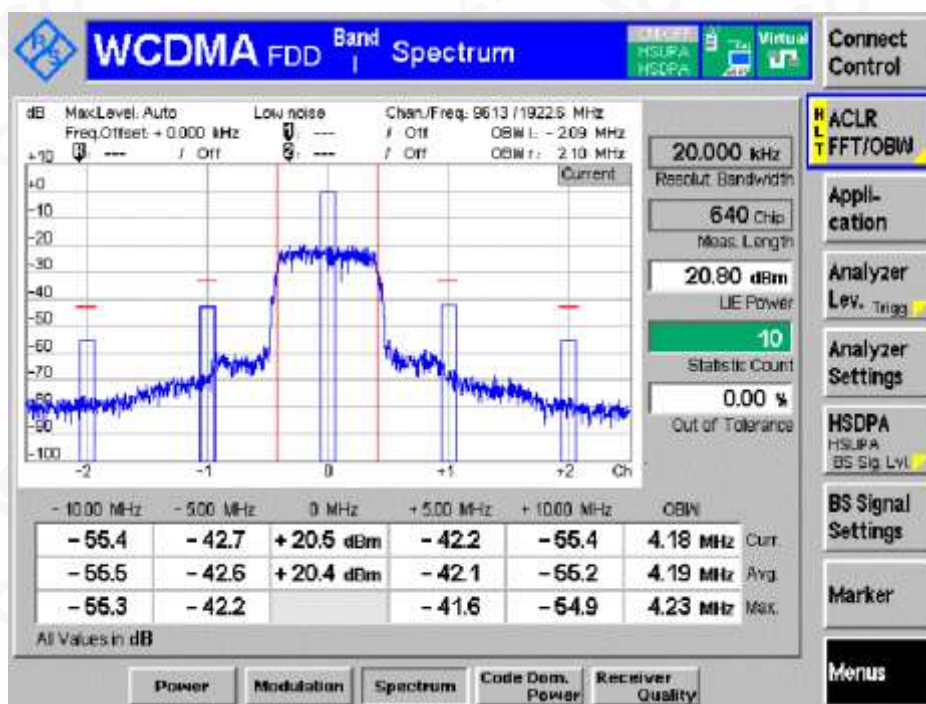 WCDMA FDD Band I Spectrum
HSUPA
HSDPA
Virtual
Connect Control
dB Max.Level: Auto Low noise Chan./Freq.: 9613 / 1922.6 MHz
Freq.Offset: + 0.000 kHz 1: --- / Off OBW l: - 2.09 MHz
R: --- / Off 2: --- / Off OBW r: 2.10 MHz
Current
+10
+0
-10
-20
-30
-40
-50
-60
-70
-80
-90
-100
-2 -1 0 +1 +2 Ch
20.000 kHz
Resolut. Bandwidth
640 Chip
Meas. Length
20.80 dBm
UE Power
10
Statistic Count
0.00 %
Out of Tolerance
- 10.00 MHz - 5.00 MHz 0 MHz + 5.00 MHz + 10.00 MHz OBW
- 55.4 - 42.7 + 20.5 dBm - 42.2 - 55.4 4.18 MHz Curr.
- 55.5 - 42.6 + 20.4 dBm - 42.1 - 55.2 4.19 MHz Avg.
- 55.3 - 42.2 - 41.6 - 54.9 4.23 MHz Max.
All Values in dB
HLT
ACLR
FFT/OBW
Appli-
cation
Analyzer
Lev. Trigg
Analyzer
Settings
HSDPA
HSUPA
BS Sig. Lvl.
BS Signal
Settings
Marker
Menus
Power Modulation Spectrum Code Dom. Power Receiver Quality